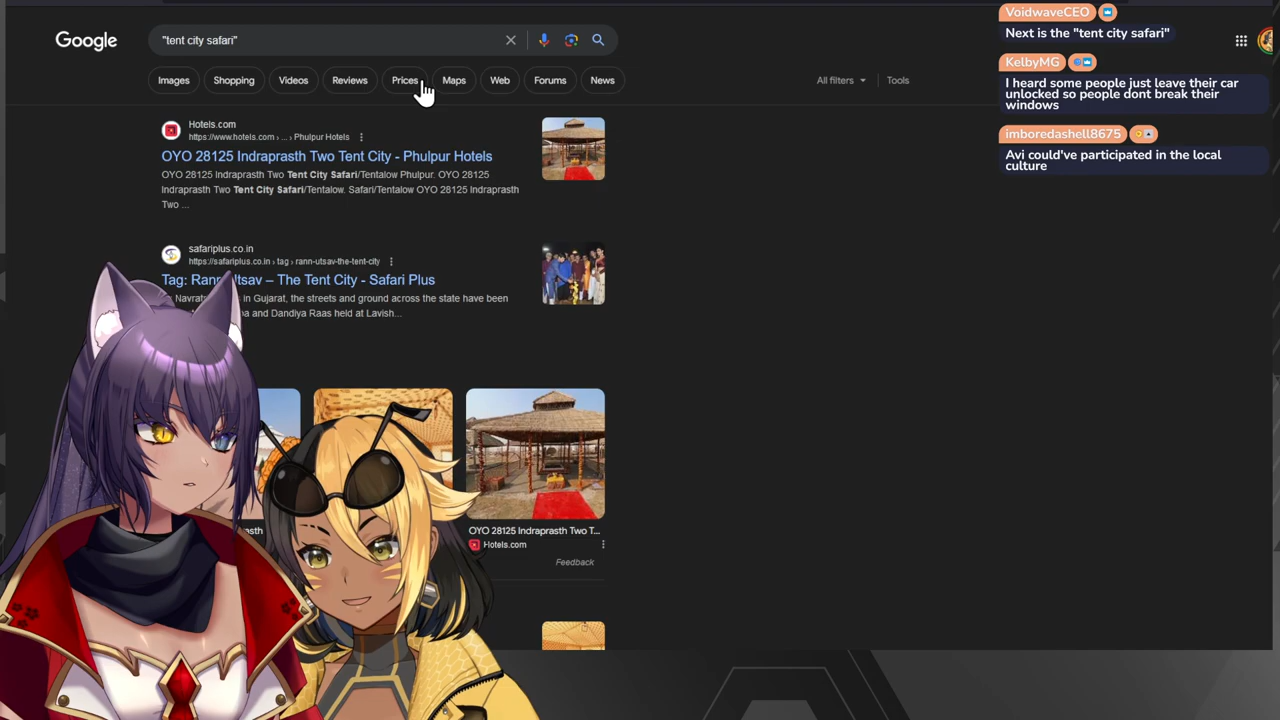 Google
"tent city safari"
Images
Shopping
Videos
Reviews
Prices
Maps
Web
Forums
News
All filters
Tools
Hotels.com
https://www.hotels.com › ... › Phulpur Hotels
OYO 28125 Indraprasth Two Tent City - Phulpur Hotels
OYO 28125 Indraprasth Two Tent City Safari/Tentalow Phulpur. OYO 28125
Indraprasth Two Tent City Safari/Tentalow. Safari/Tentalow OYO 28125 Indraprasth
Two ...
safariplus.co.in
https://safariplus.co.in › tag › rann-utsav-the-tent-city
Tag: Rann Utsav – The Tent City - Safari Plus
Navrat in Gujarat, the streets and ground across the state have been
and Dandiya Raas held at Lavish...
OYO 28125 Indraprasth Two T...
Hotels.com
Feedback
VoidwaveCEO
Next is the "tent city safari"
KelbyMG
I heard some people just leave their car
unlocked so people dont break their
windows
imboredashell8675
Avi could've participated in the local
culture